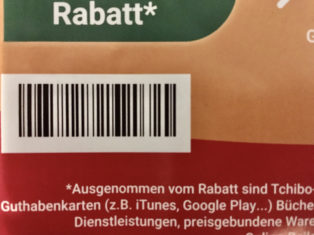 Rabatt*
*Ausgenommen vom Rabatt sind Tchibo-
Guthabenkarten (z.B. iTunes, Google Play...) Büche
Dienstleistungen, preisgebundene Ware